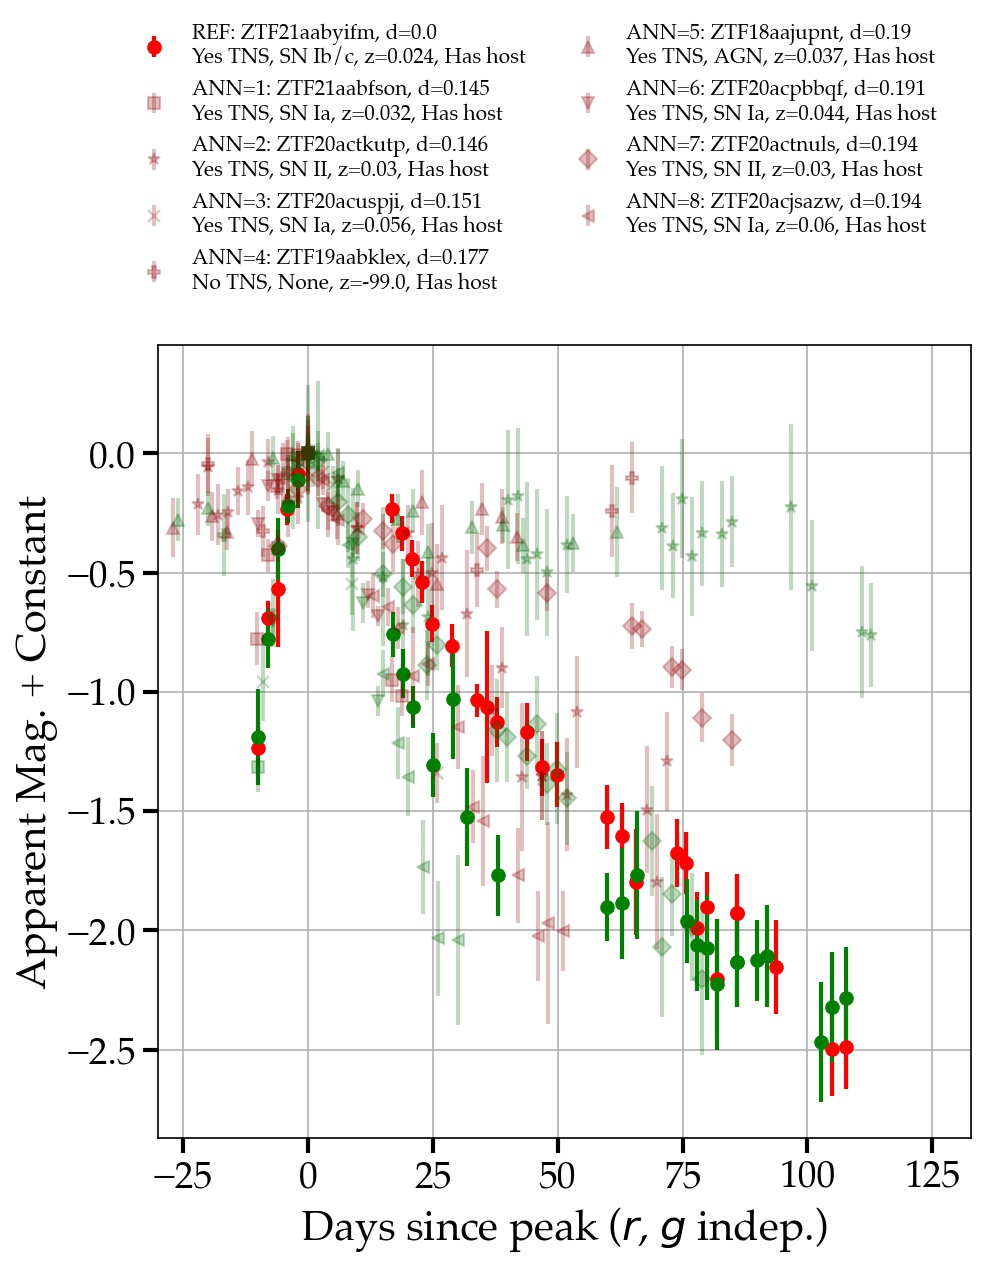 REF: ZTF21aabyifm, d=0.0
Yes TNS, SN Ib/c, z=0.024, Has host
ANN=1: ZTF21aabfson, d=0.145
Yes TNS, SN Ia, z=0.032, Has host
ANN=2: ZTF20actkutp, d=0.146
Yes TNS, SN II, z=0.03, Has host
ANN=3: ZTF20acuspji, d=0.151
Yes TNS, SN Ia, z=0.056, Has host
ANN=4: ZTF19aabklex, d=0.177
No TNS, None, z=-99.0, Has host
ANN=5: ZTF18aajupnt, d=0.19
Yes TNS, AGN, z=0.037, Has host
ANN=6: ZTF20acpbbqf, d=0.191
Yes TNS, SN Ia, z=0.044, Has host
ANN=7: ZTF20actnuls, d=0.194
Yes TNS, SN II, z=0.03, Has host
ANN=8: ZTF20acjsazw, d=0.194
Yes TNS, SN Ia, z=0.06, Has host
Apparent Mag. + Constant
0.0
−0.5
−1.0
−1.5
−2.0
−2.5
−25 0 25 50 75 100 125
Days since peak (r, g indep.)